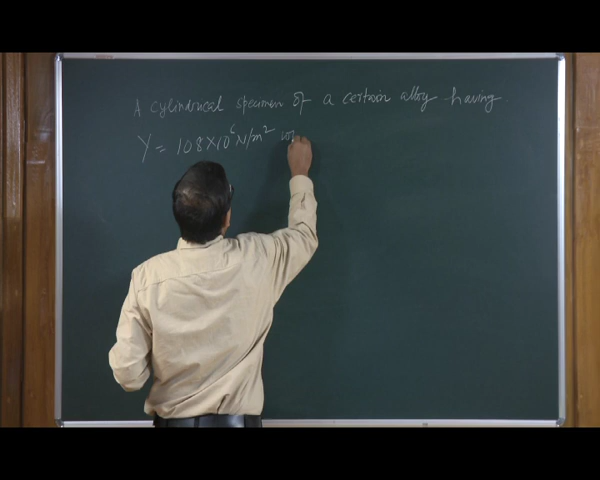 A cylindrical specimen of a certain alloy having
Y = 108×10⁶ N/m²